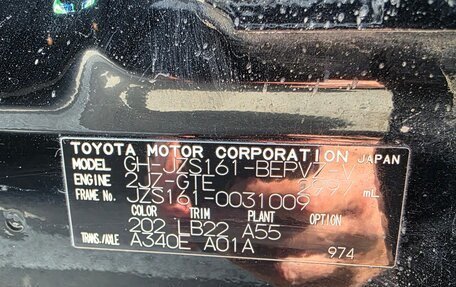 TOYOTA MOTOR CORPORATION JAPAN
MODEL GH-JZS161-BEPVZ-V
ENGINE 2JZ-GTE 2997 mL
FRAME No. JZS161-0031009
COLOR TRIM PLANT OPTION
202 LB22 A55
TRANS./AXLE A340E A01A 974